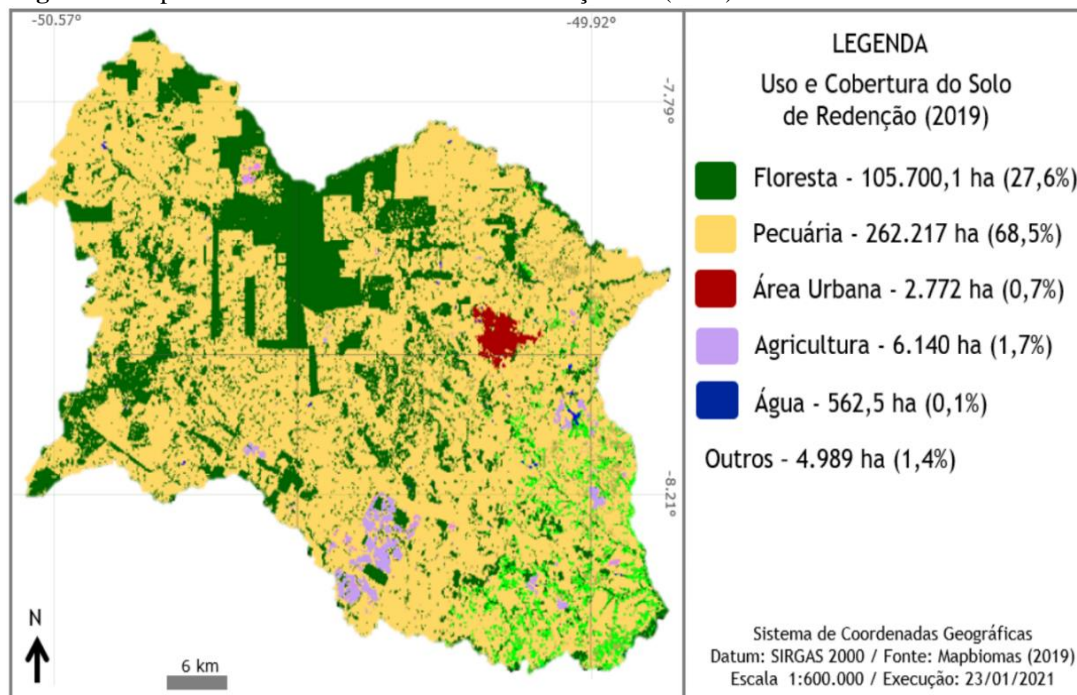 -50.57°
-49.92°
-7.79°
-8.21°
N
6 km
LEGENDA
Uso e Cobertura do Solo
de Redenção (2019)
Floresta - 105.700,1 ha (27,6%)
Pecuária - 262.217 ha (68,5%)
Área Urbana - 2.772 ha (0,7%)
Agricultura - 6.140 ha (1,7%)
Água - 562,5 ha (0,1%)
Outros - 4.989 ha (1,4%)
Sistema de Coordenadas Geográficas
Datum: SIRGAS 2000 / Fonte: Mapbiomas (2019)
Escala 1:600.000 / Execução: 23/01/2021